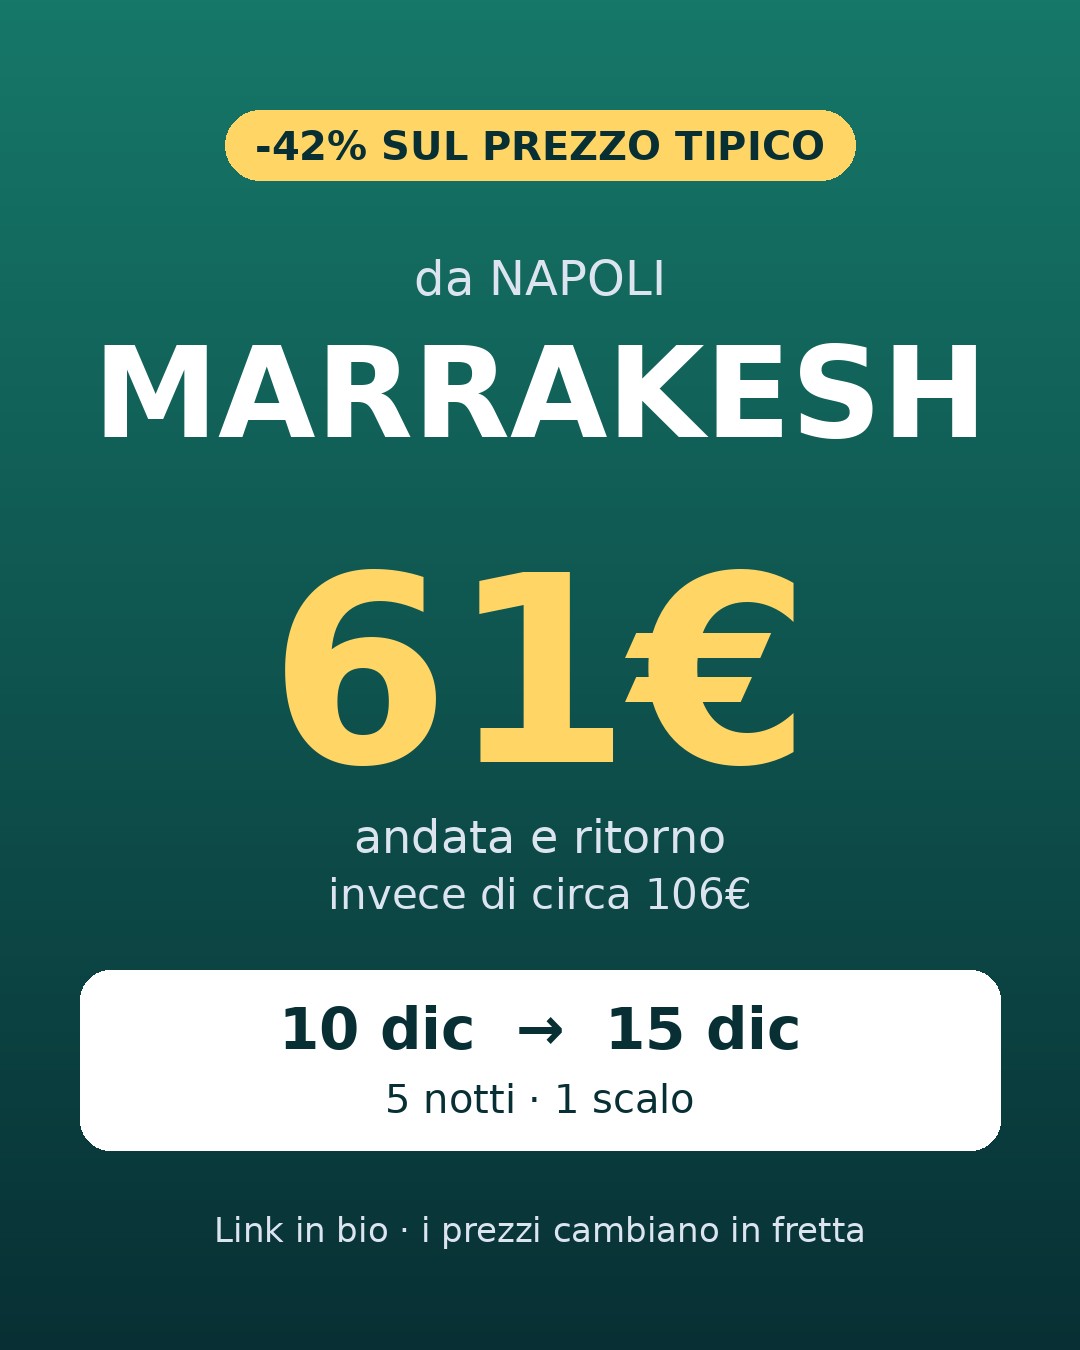 -42% SUL PREZZO TIPICO
da NAPOLI
MARRAKESH
61€
andata e ritorno
invece di circa 106€
10 dic → 15 dic
5 notti · 1 scalo
Link in bio · i prezzi cambiano in fretta